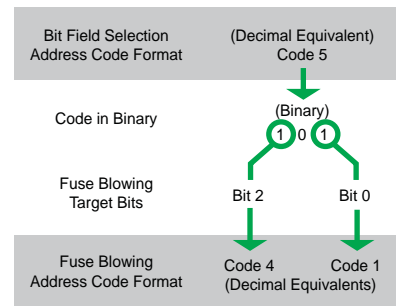 Bit Field Selection
Address Code Format
(Decimal Equivalent)
Code 5
Code in Binary
(Binary)
1 0 1
Fuse Blowing
Target Bits
Bit 2
Bit 0
Fuse Blowing
Address Code Format
Code 4
Code 1
(Decimal Equivalents)